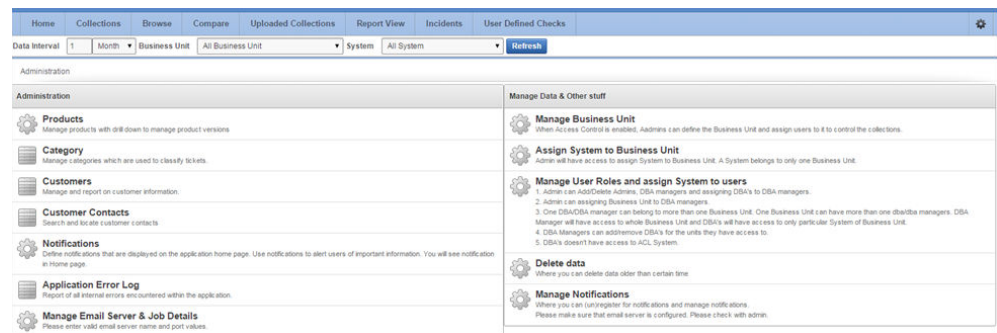 Home Collections Browse Compare Uploaded Collections Report View Incidents User Defined Checks
Data Interval 1 Month Business Unit All Business Unit System All System Refresh
Administration
Administration
Products
Manage products with drill down to manage product versions
Category
Manage categories which are used to classify tickets.
Customers
Manage and report on customer information.
Customer Contacts
Search and locate customer contacts
Notifications
Define notifications that are displayed on the application home page. Use notifications to alert users of important information. You will see notification
in Home page.
Application Error Log
Report of all internal errors encountered within the application.
Manage Email Server & Job Details
Please enter valid email server name and port values.
Manage Data & Other stuff
Manage Business Unit
When Access Control is enabled, Aadmins can define the Business Unit and assign users to it to control the collections.
Assign System to Business Unit
Admin will have access to assign System to Business Unit. A System belongs to only one Business Unit.
Manage User Roles and assign System to users
1. Admin can Add/Delete Admins, DBA managers and assigning DBA's to DBA managers.
2. Admin can assigning Business Unit to DBA managers.
3. One DBA/DBA manager can belong to more than one Business Unit. One Business Unit can have more than one dba/dba managers. DBA
Manager will have access to whole Business Unit and DBA's will have access to only particular System of Business Unit.
4. DBA Managers can add/remove DBA's for the units they have access to.
5. DBA's doesn't have access to ACL System
Delete data
Where you can delete data older than certain time
Manage Notifications
Where you can (un)register for notifications and manage notifications.
Please make sure that email server is configured. Please check with admin.